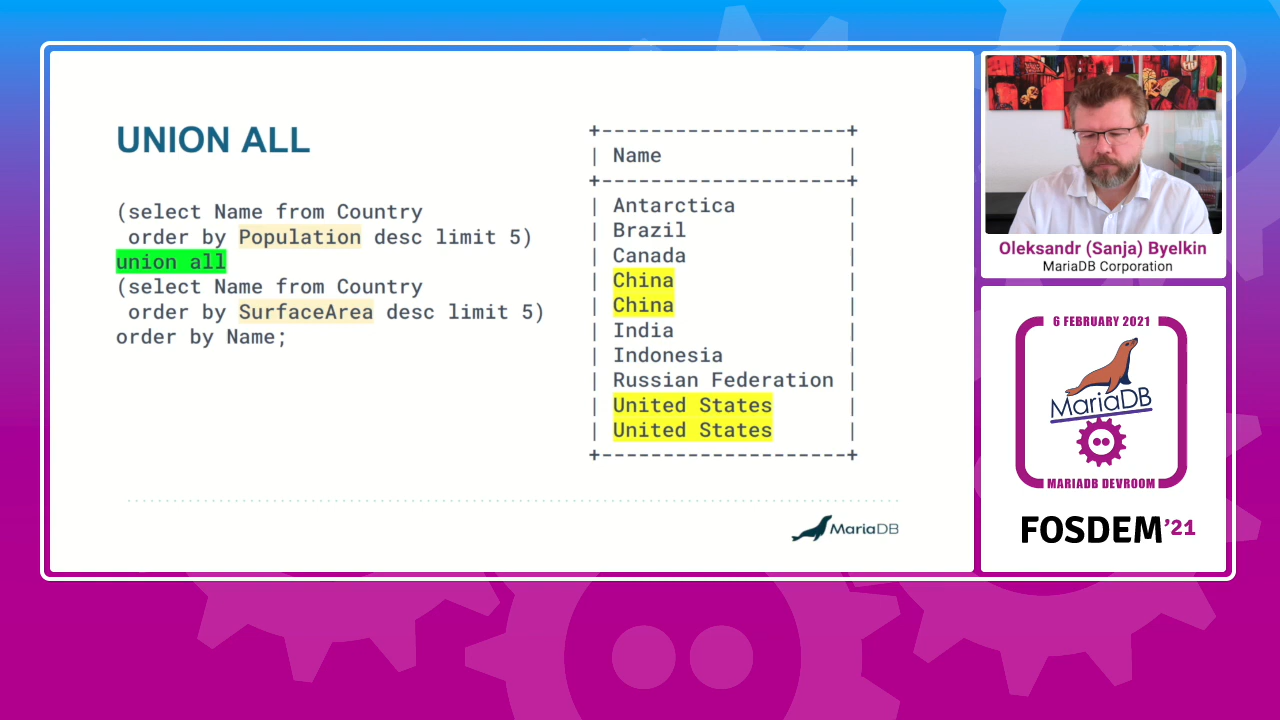 UNION ALL
(select Name from Country
order by Population desc limit 5)
union all
(select Name from Country
order by SurfaceArea desc limit 5)
order by Name;
+--------------------+
| Name |
+--------------------+
| Antarctica |
| Brazil |
| Canada |
| China |
| China |
| India |
| Indonesia |
| Russian Federation |
| United States |
| United States |
+--------------------+
MariaDB
Oleksandr (Sanja) Byelkin
MariaDB Corporation
6 FEBRUARY 2021
MariaDB
MARIADB DEVROOM
FOSDEM'21